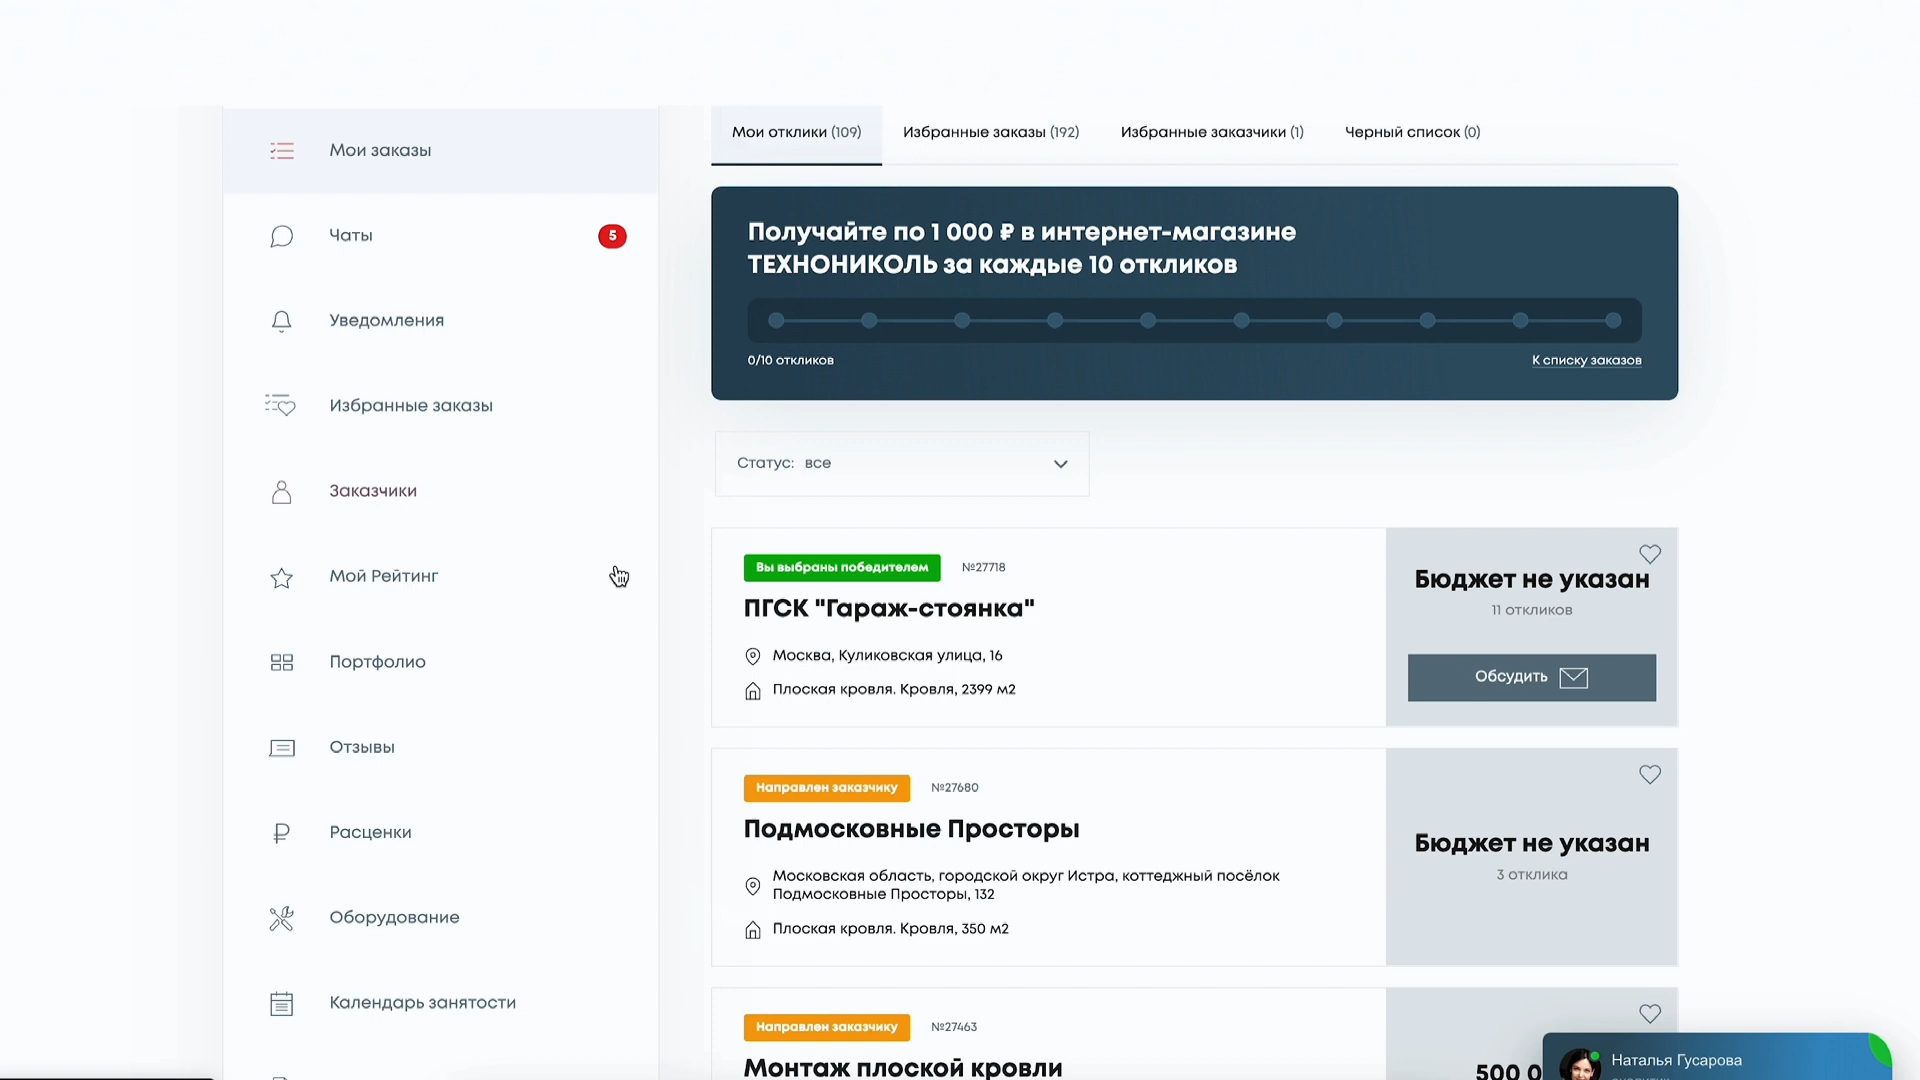 Мои заказы
Чаты
5
Уведомления
Избранные заказы
Заказчики
Мой Рейтинг
Портфолио
Отзывы
Расценки
Оборудование
Календарь занятости
Мои отклики (109)
Избранные заказы (192)
Избранные заказчики (1)
Черный список (0)
Получайте по 1 000 ₽ в интернет-магазине
ТЕХНОНИКОЛЬ за каждые 10 откликов
0/10 откликов
К списку заказов
Статус: все
Вы выбраны победителем
№27718
ПГСК "Гараж-стоянка"
Москва, Куликовская улица, 16
Плоская кровля. Кровля, 2399 м2
Бюджет не указан
11 откликов
Обсудить
Направлен заказчику
№27680
Подмосковные Просторы
Московская область, городской округ Истра, коттеджный посёлок
Подмосковные Просторы, 132
Плоская кровля. Кровля, 350 м2
Бюджет не указан
3 отклика
Направлен заказчику
№27463
Монтаж плоской кровли
500 0
Наталья Гусарова